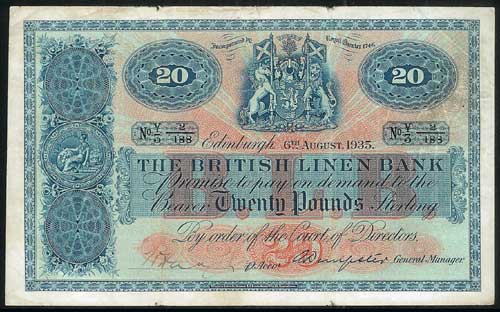 Incorporated by Royal Charter 1746.
20 20
No. V/5 2/188 No. V/5 2/188
Edinburgh 6TH AUGUST, 1935.
THE BRITISH LINEN BANK
Promise to pay on demand to the
Bearer Twenty Pounds Sterling
By order of the Court of Directors.
General Manager